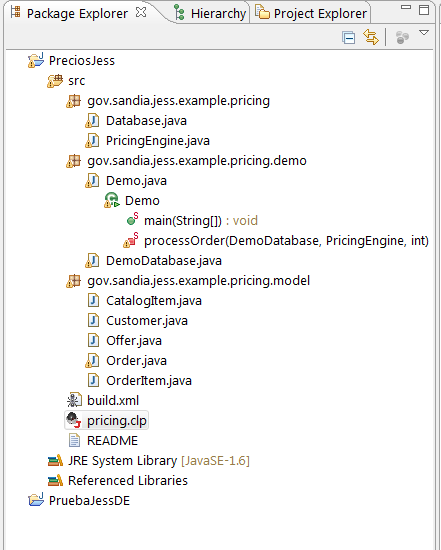 Package Explorer Hierarchy Project Explorer
PreciosJess
src
gov.sandia.jess.example.pricing
Database.java
PricingEngine.java
gov.sandia.jess.example.pricing.demo
Demo.java
Demo
main(String[]) : void
processOrder(DemoDatabase, PricingEngine, int)
DemoDatabase.java
gov.sandia.jess.example.pricing.model
CatalogItem.java
Customer.java
Offer.java
Order.java
OrderItem.java
build.xml
pricing.clp
README
JRE System Library [JavaSE-1.6]
Referenced Libraries
PruebaJessDE